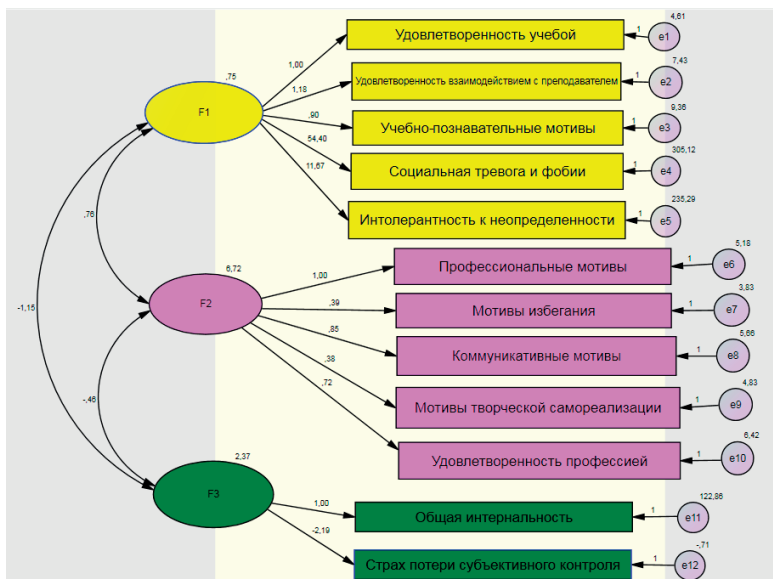 4,61
Удовлетворенность учебой
1
e1
,75
1,00
7,43
Удовлетворенность взаимодействием с преподавателем
1
e2
1,18
F1
9,36
Учебно-познавательные мотивы
1
e3
,90
54,40
305,12
Социальная тревога и фобии
1
e4
11,67
235,29
Интолерантность к неопределенности
1
e5
,76
5,18
Профессиональные мотивы
1
e6
6,72
1,00
3,83
Мотивы избегания
1
e7
,39
F2
-1,15
5,66
Коммуникативные мотивы
1
e8
,85
,38
4,83
Мотивы творческой самореализации
1
e9
,72
-,46
6,42
Удовлетворенность профессией
1
e10
2,37
F3
1,00
122,86
Общая интернальность
1
e11
-2,19
-,71
Страх потери субъективного контроля
1
e12